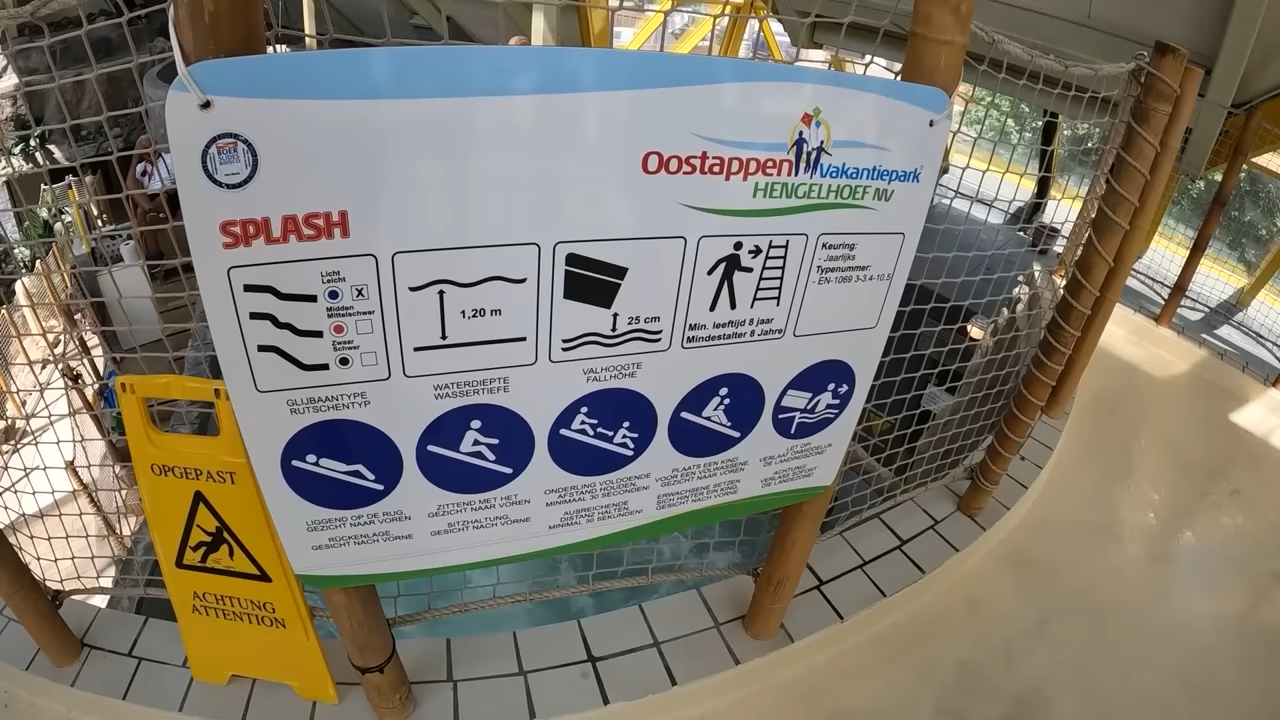 BOER
SLIDES
Oostappen Vakantiepark
HENGELHOEF NV
SPLASH
Licht
Leicht
X
Midden
Mittelschwer
Zwaar
Schwer
GLIJBAANTYPE
RUTSCHENTYP
1,20 m
WATERDIEPTE
WASSERTIEFE
25 cm
VALHOOGTE
FALLHÖHE
Min. leeftijd 8 jaar
Mindestalter 8 Jahre
Keuring:
- Jaarlijks
Typenummer:
- EN-1069 3-3.4-10.5
LIGGEND OP DE RUG,
GEZICHT NAAR VOREN
RÜCKENLAGE,
GESICHT NACH VORNE
ZITTEND MET HET
GEZICHT NAAR VOREN
SITZHALTUNG,
GESICHT NACH VORNE
ONDERLING VOLDOENDE
AFSTAND HOUDEN,
MINIMAAL 30 SECONDEN!
AUSREICHENDE
DISTANZ HALTEN,
MINIMAL 30 SEKUNDEN!
PLAATS EEN KIND
VOOR EEN VOLWASSENE,
GEZICHT NAAR VOREN
ERWACHSENE SETZEN
SICH HINTER EIN KIND,
GESICHT NACH VORNE
LET OP!
VERLAAT ONMIDDELIJK
DE LANDINGSZONE!
ACHTUNG!
VERLASS SOFORT
DIE LANDEZONE!
OPGEPAST
ACHTUNG
ATTENTION